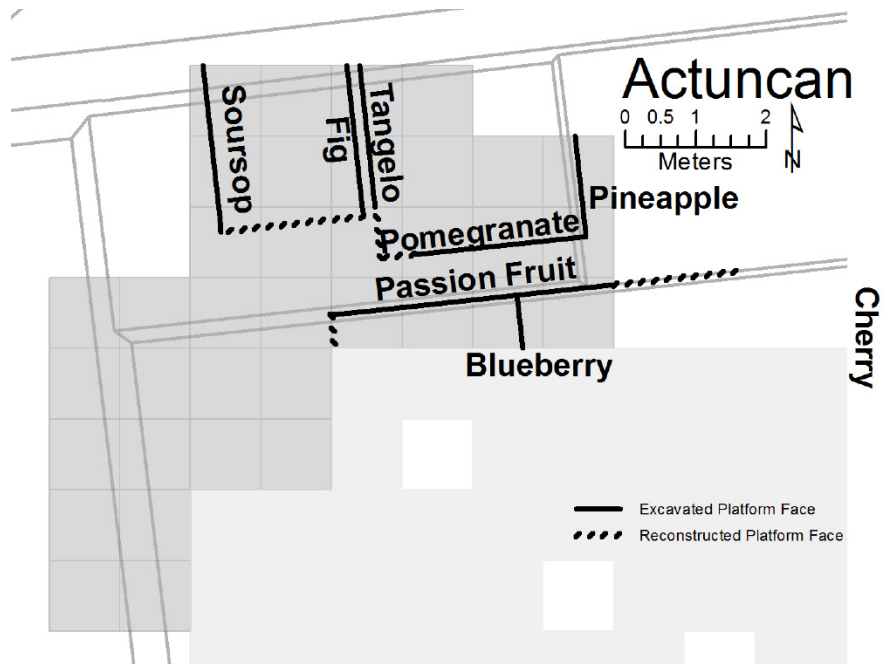 Actuncan
0 0.5 1 2
Meters
N
Soursop
Fig
Tangelo
Pineapple
Pomegranate
Passion Fruit
Blueberry
Cherry
Excavated Platform Face
Reconstructed Platform Face